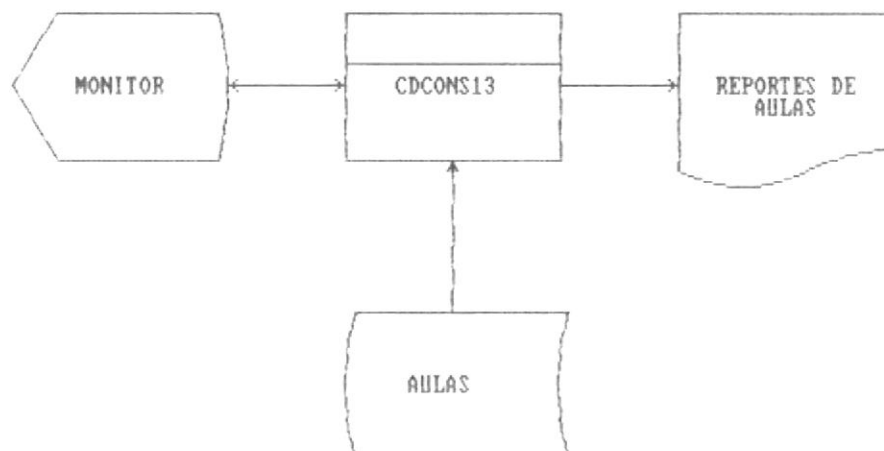 MONITOR
CDCONS13
REPORTES DE
AULAS
AULAS